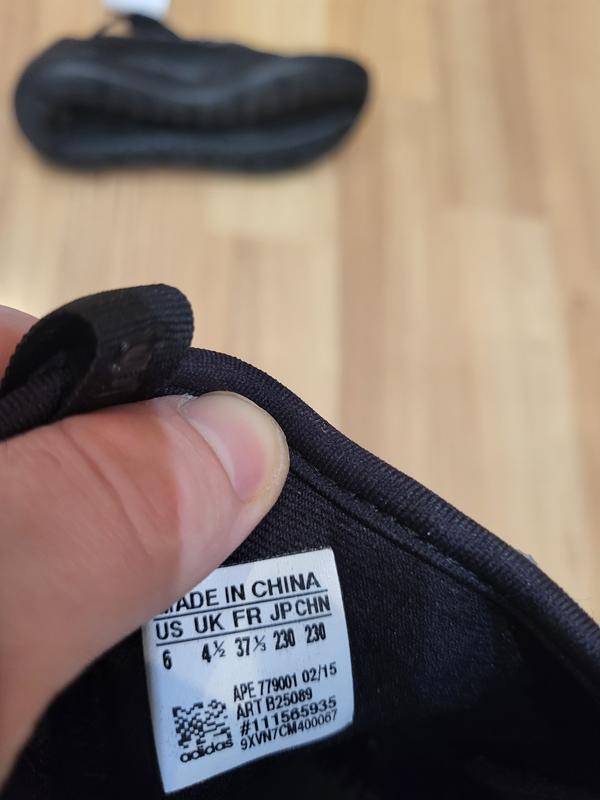 MADE IN CHINA
US UK FR JP CHN
6 4½ 37⅓ 230 230
APE 779001 02/15
ART B25089
#111565935
9XVN7CM400067
adidas